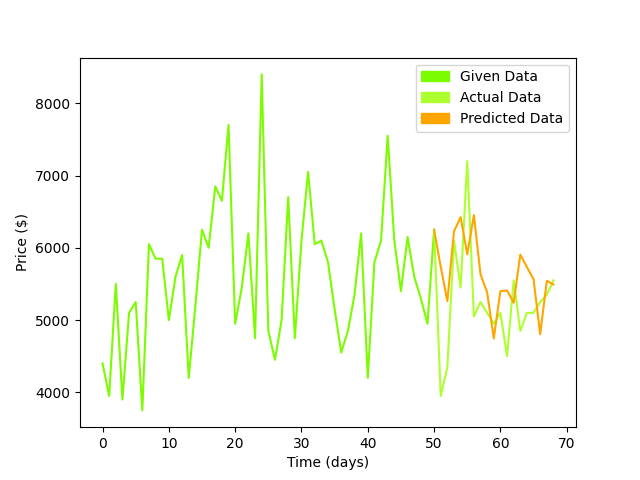 Given Data
Actual Data
Predicted Data
8000
7000
6000
5000
4000
Price ($)
0 10 20 30 40 50 60 70
Time (days)